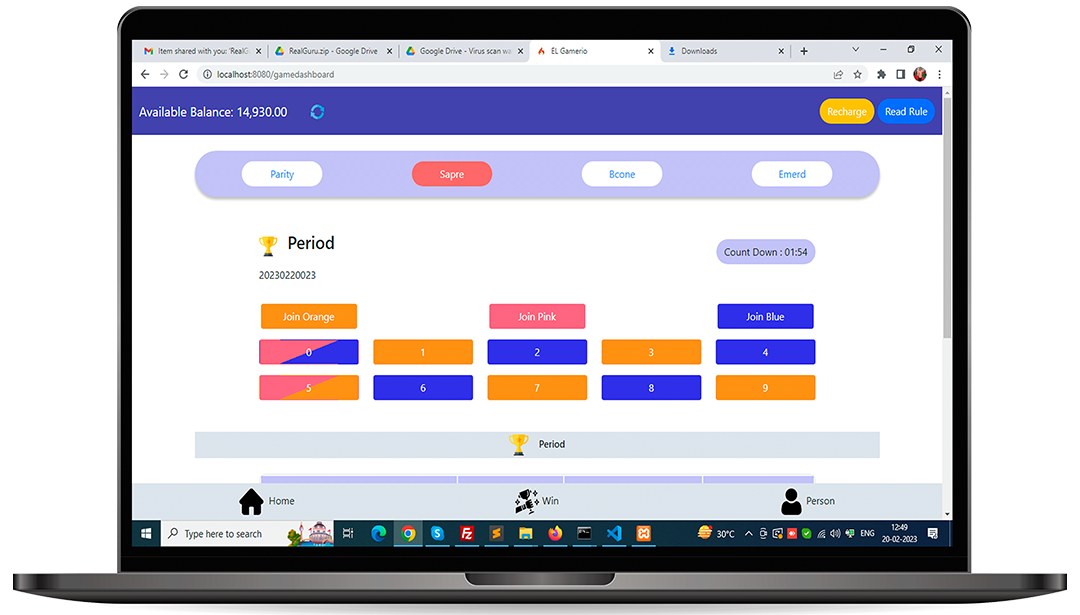 Item shared with you: 'RealG
RealGuru.zip - Google Drive
Google Drive - Virus scan wa
EL Gamerio
Downloads
localhost:8080/gamedashboard
Available Balance: 14,930.00
Recharge
Read Rule
Parity
Sapre
Bcone
Emerd
Period
Count Down : 01:54
20230220023
Join Orange
Join Pink
Join Blue
0
1
2
3
4
5
6
7
8
9
Period
Home
Win
Person
Type here to search
30°C
ENG
12:49
20-02-2023